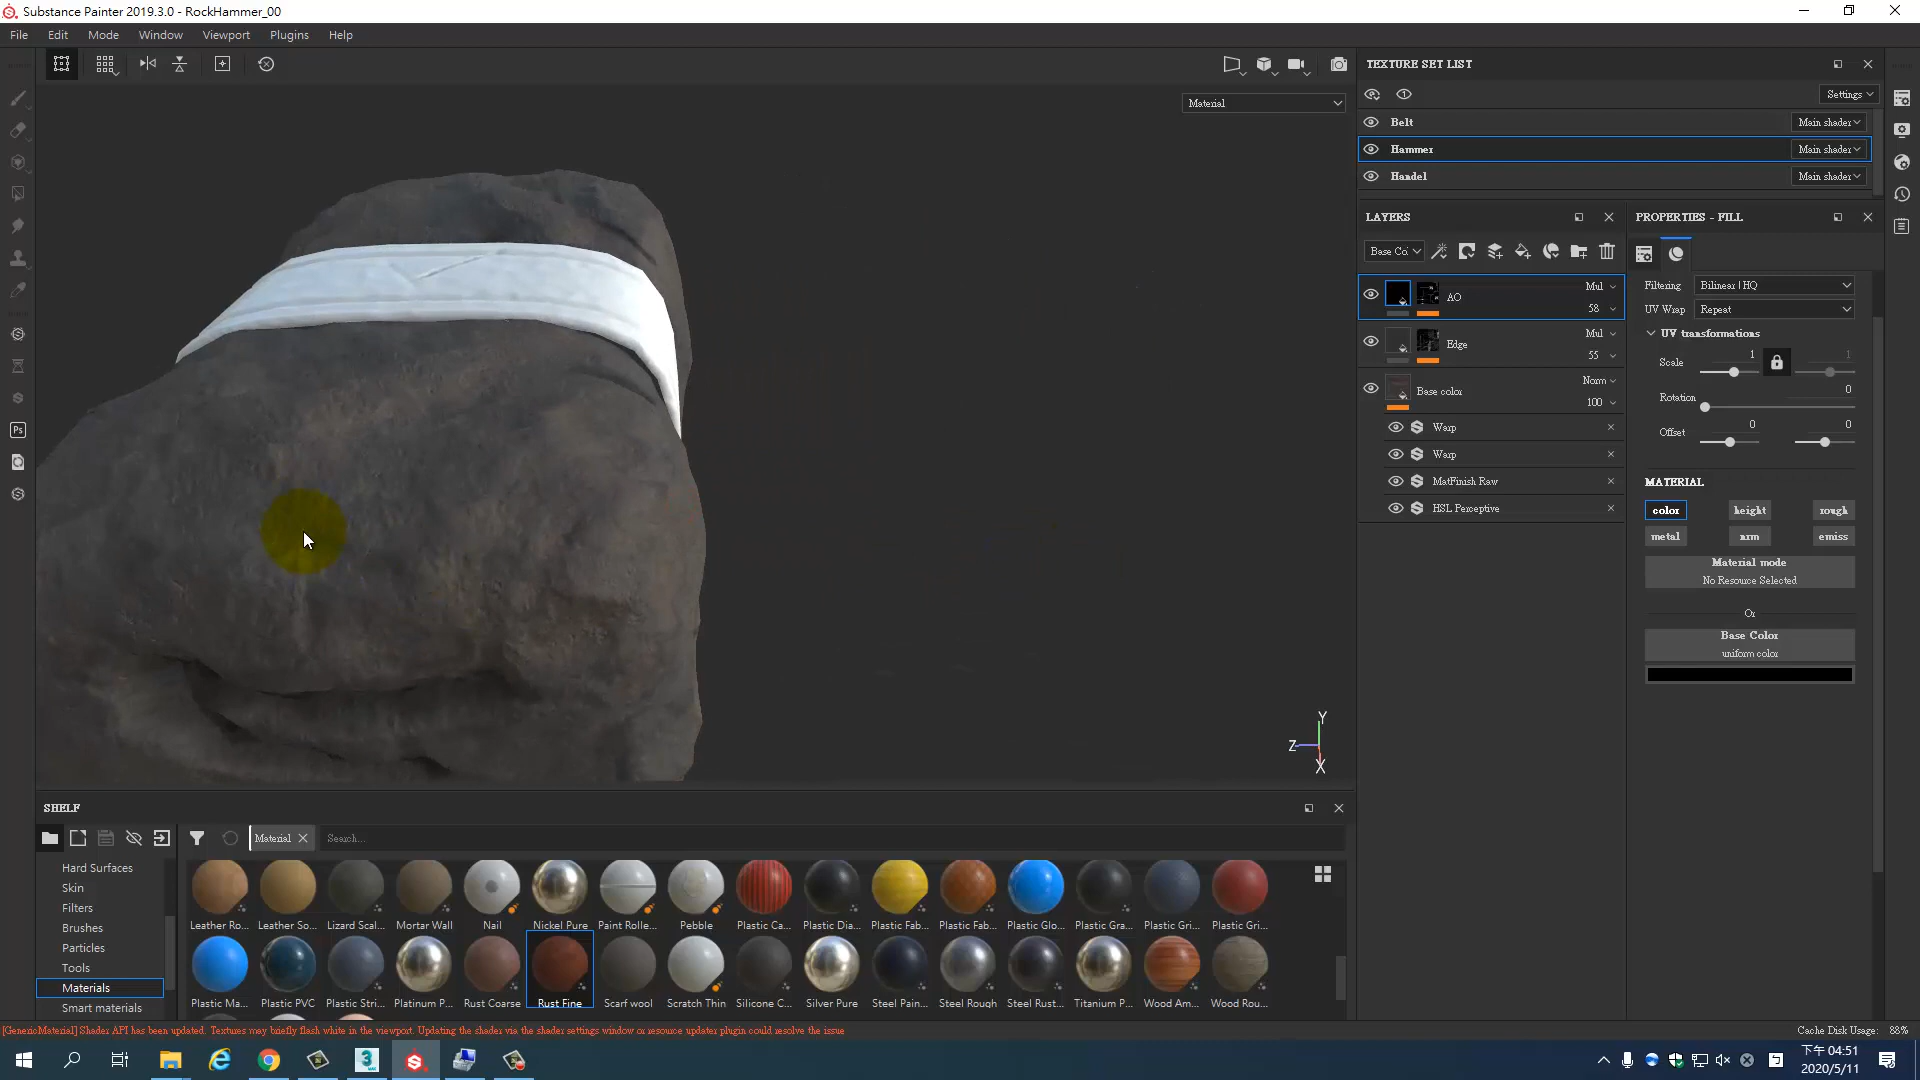 Substance Painter 2019.3.0 - RockHammer_00
File Edit Mode Window Viewport Plugins Help
Material
TEXTURE SET LIST
Settings
Belt Main shader
Hammer Main shader
Handel Main shader
LAYERS
Base Co
AO Mul 58
Edge Mul 55
Base color Norm 100
Warp
Warp
MatFinish Raw
HSL Perceptive
PROPERTIES - FILL
Filtering Bilinear | HQ
UV Wrap Repeat
UV transformations
Scale 1 1
Rotation 0
Offset 0 0
MATERIAL
color height rough
metal nrm emiss
Material mode
No Resource Selected
Or
Base Color
uniform color
Y
Z
X
SHELF
Material Search...
Hard Surfaces
Skin
Filters
Brushes
Particles
Tools
Materials
Smart materials
Leather Ro... Leather So... Lizard Scal... Mortar Wall Nail Nickel Pure Paint Rolle... Pebble Plastic Ca... Plastic Dia... Plastic Fab... Plastic Fab... Plastic Glo... Plastic Gra... Plastic Gri... Plastic Gri...
Plastic Ma... Plastic PVC Plastic Stri... Platinum P... Rust Coarse Rust Fine Scarf wool Scratch Thin Silicone C... Silver Pure Steel Pain... Steel Rough Steel Rust... Titanium P... Wood Am... Wood Rou...
[GenericMaterial] Shader API has been updated. Textures may briefly flash white in the viewport. Updating the shader via the shader settings window or resource updater plugin could resolve the issue
Cache Disk Usage: 88%
Ps
3
MAX
下午 04:51
2020/5/11